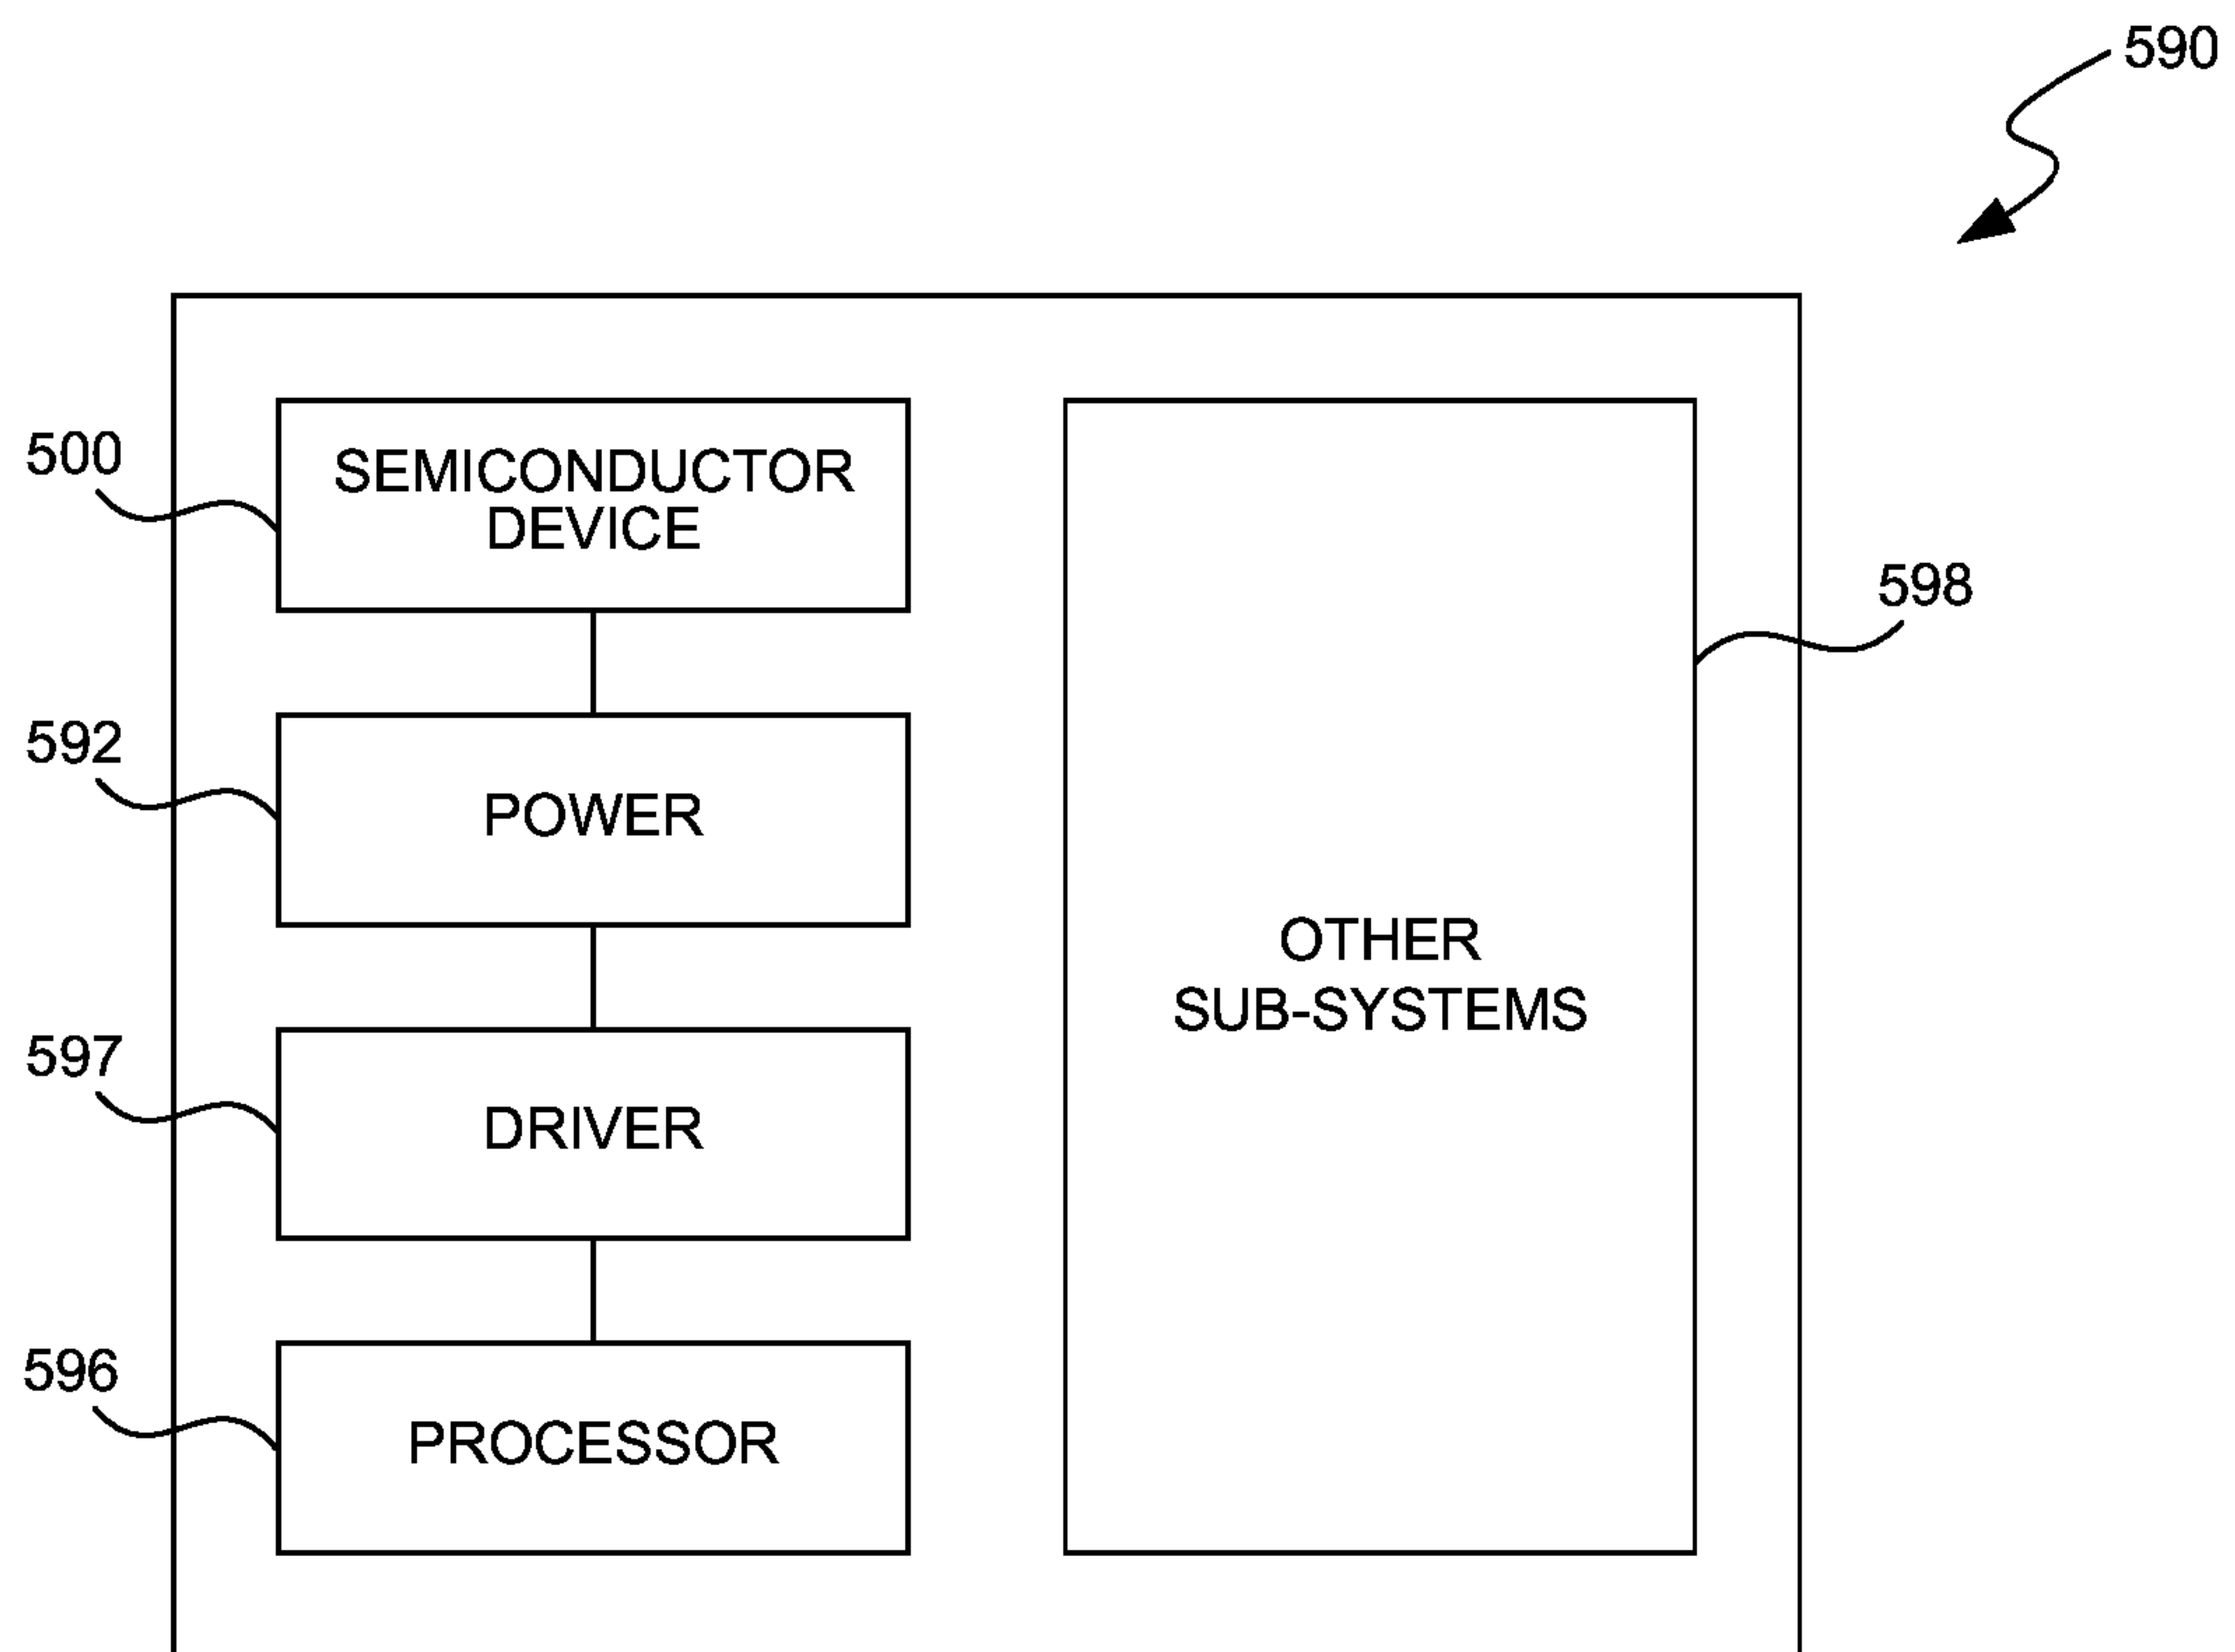 590
500
SEMICONDUCTOR
DEVICE
598
592
POWER
OTHER
SUB-SYSTEMS
597
DRIVER
596
PROCESSOR